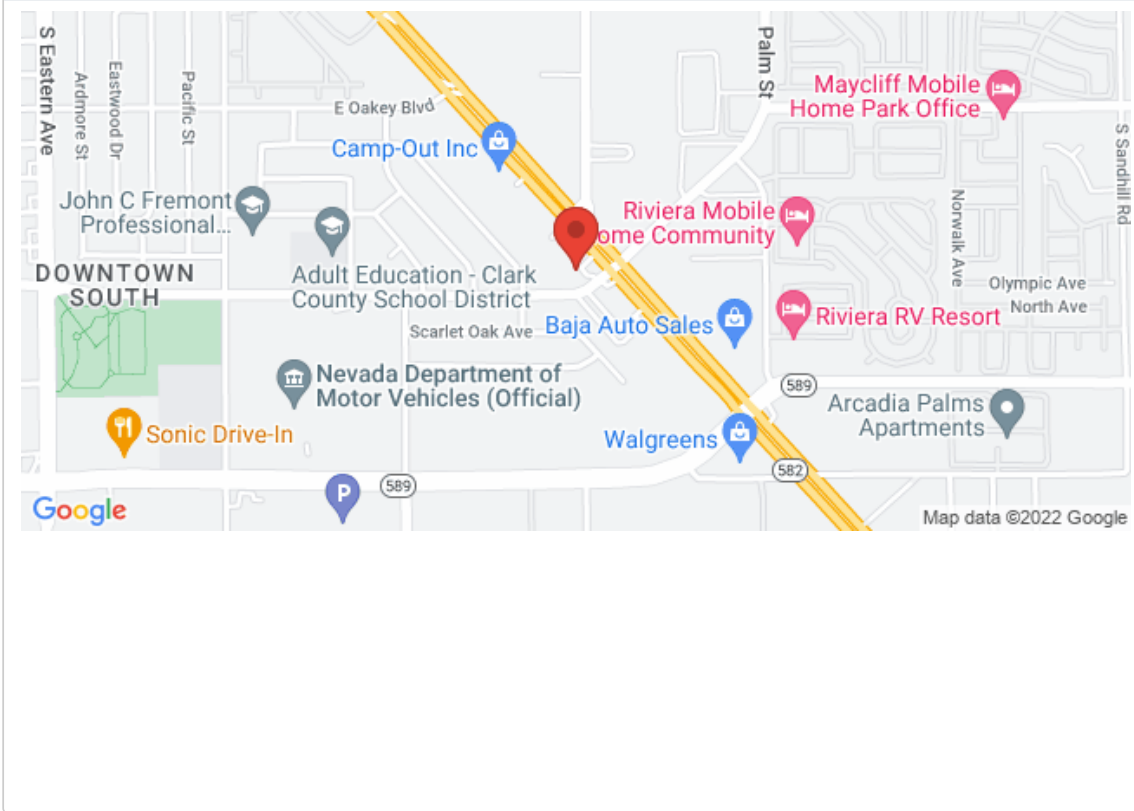 S Eastern Ave
Ardmore St
Eastwood Dr
Pacific St
E Oakey Blvd
Camp-Out Inc
Palm St
Maycliff Mobile
Home Park Office
S Sandhill Rd
John C Fremont
Professional...
Adult Education - Clark
County School District
Riviera Mobile
ome Community
Norwalk Ave
DOWNTOWN
SOUTH
Olympic Ave
North Ave
Scarlet Oak Ave
Baja Auto Sales
Riviera RV Resort
Nevada Department of
Motor Vehicles (Official)
589
Arcadia Palms
Apartments
Sonic Drive-In
Walgreens
582
P
589
Google
Map data ©2022 Google